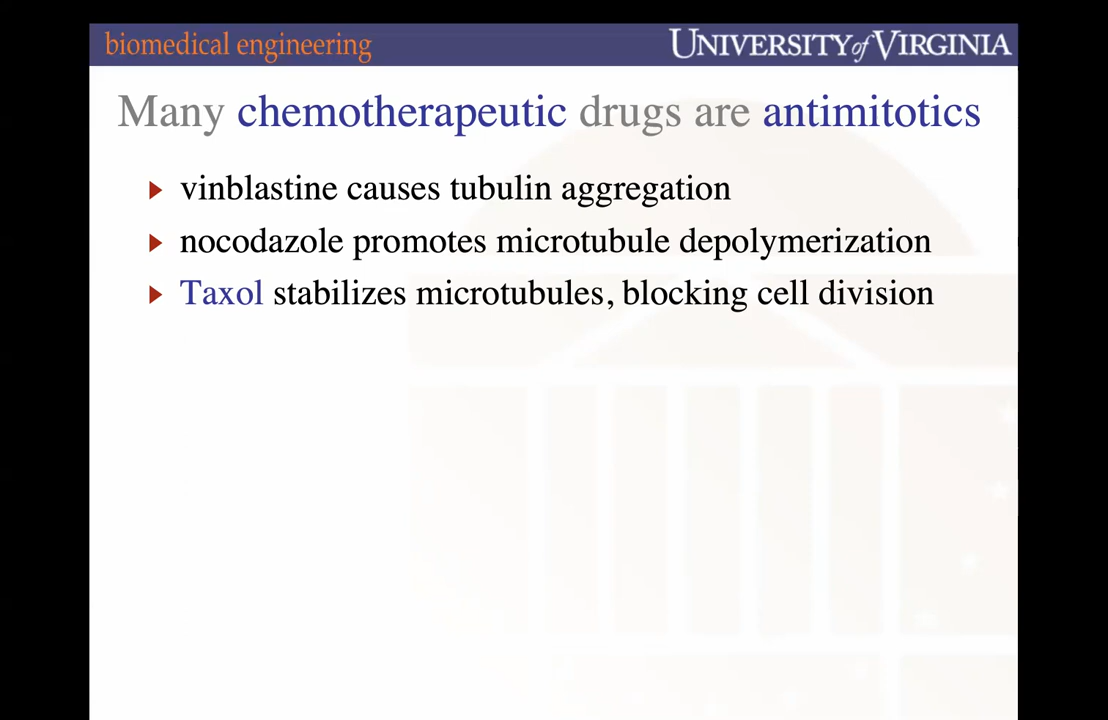 biomedical engineering
UNIVERSITY of VIRGINIA
Many chemotherapeutic drugs are antimitotics
vinblastine causes tubulin aggregation
nocodazole promotes microtubule depolymerization
Taxol stabilizes microtubules, blocking cell division